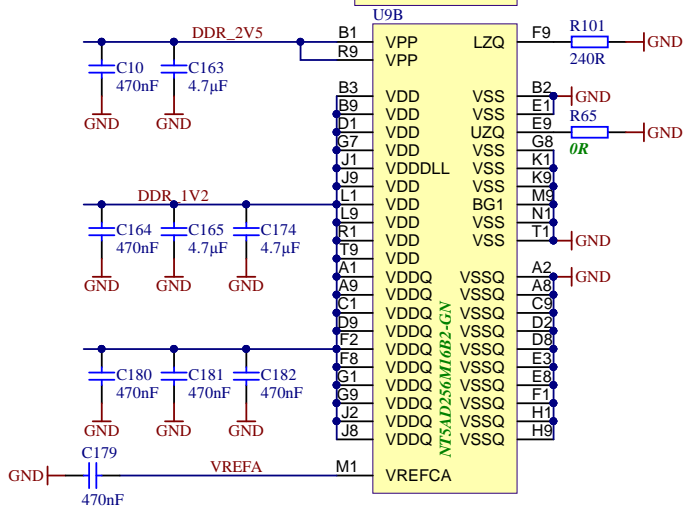 U9B
DDR_2V5 B1 VPP LZQ F9 R101 GND
R9 VPP 240R
C10 C163
470nF 4.7µF
GND GND
B3 VDD VSS B2 GND
B9 VDD VSS E1
D1 VDD UZQ E9 R65 GND
0R
G7 VDD VSS G8
J1 VDDDLL VSS K1
J9 VDD VSS K9
DDR_1V2 L1 VDD BG1 M9
L9 VDD VSS N1
R1 VDD VSS T1 GND
T9 VDD
C164 C165 C174
470nF 4.7µF 4.7µF
GND GND GND
A1 VDDQ VSSQ A2 GND
A9 VDDQ VSSQ A8
C1 VDDQ VSSQ C9
D9 VDDQ VSSQ D2
F2 VDDQ VSSQ D8
F8 VDDQ VSSQ E3
G1 VDDQ VSSQ E8
G9 VDDQ VSSQ F1
J2 VDDQ VSSQ H1
J8 VDDQ VSSQ H9
NT5AD256M16B2-GN
C180 C181 C182
470nF 470nF 470nF
GND GND GND
C179
GND VREFA M1 VREFCA
470nF